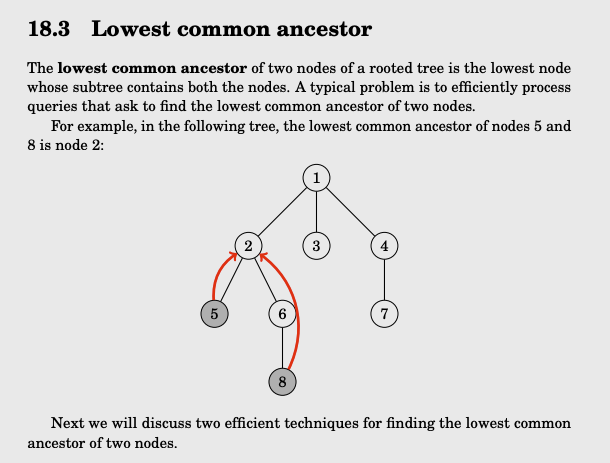 18.3 Lowest common ancestor
The lowest common ancestor of two nodes of a rooted tree is the lowest node
whose subtree contains both the nodes. A typical problem is to efficiently process
queries that ask to find the lowest common ancestor of two nodes.
For example, in the following tree, the lowest common ancestor of nodes 5 and
8 is node 2:
1
2 3 4
5 6 7
8
Next we will discuss two efficient techniques for finding the lowest common
ancestor of two nodes.